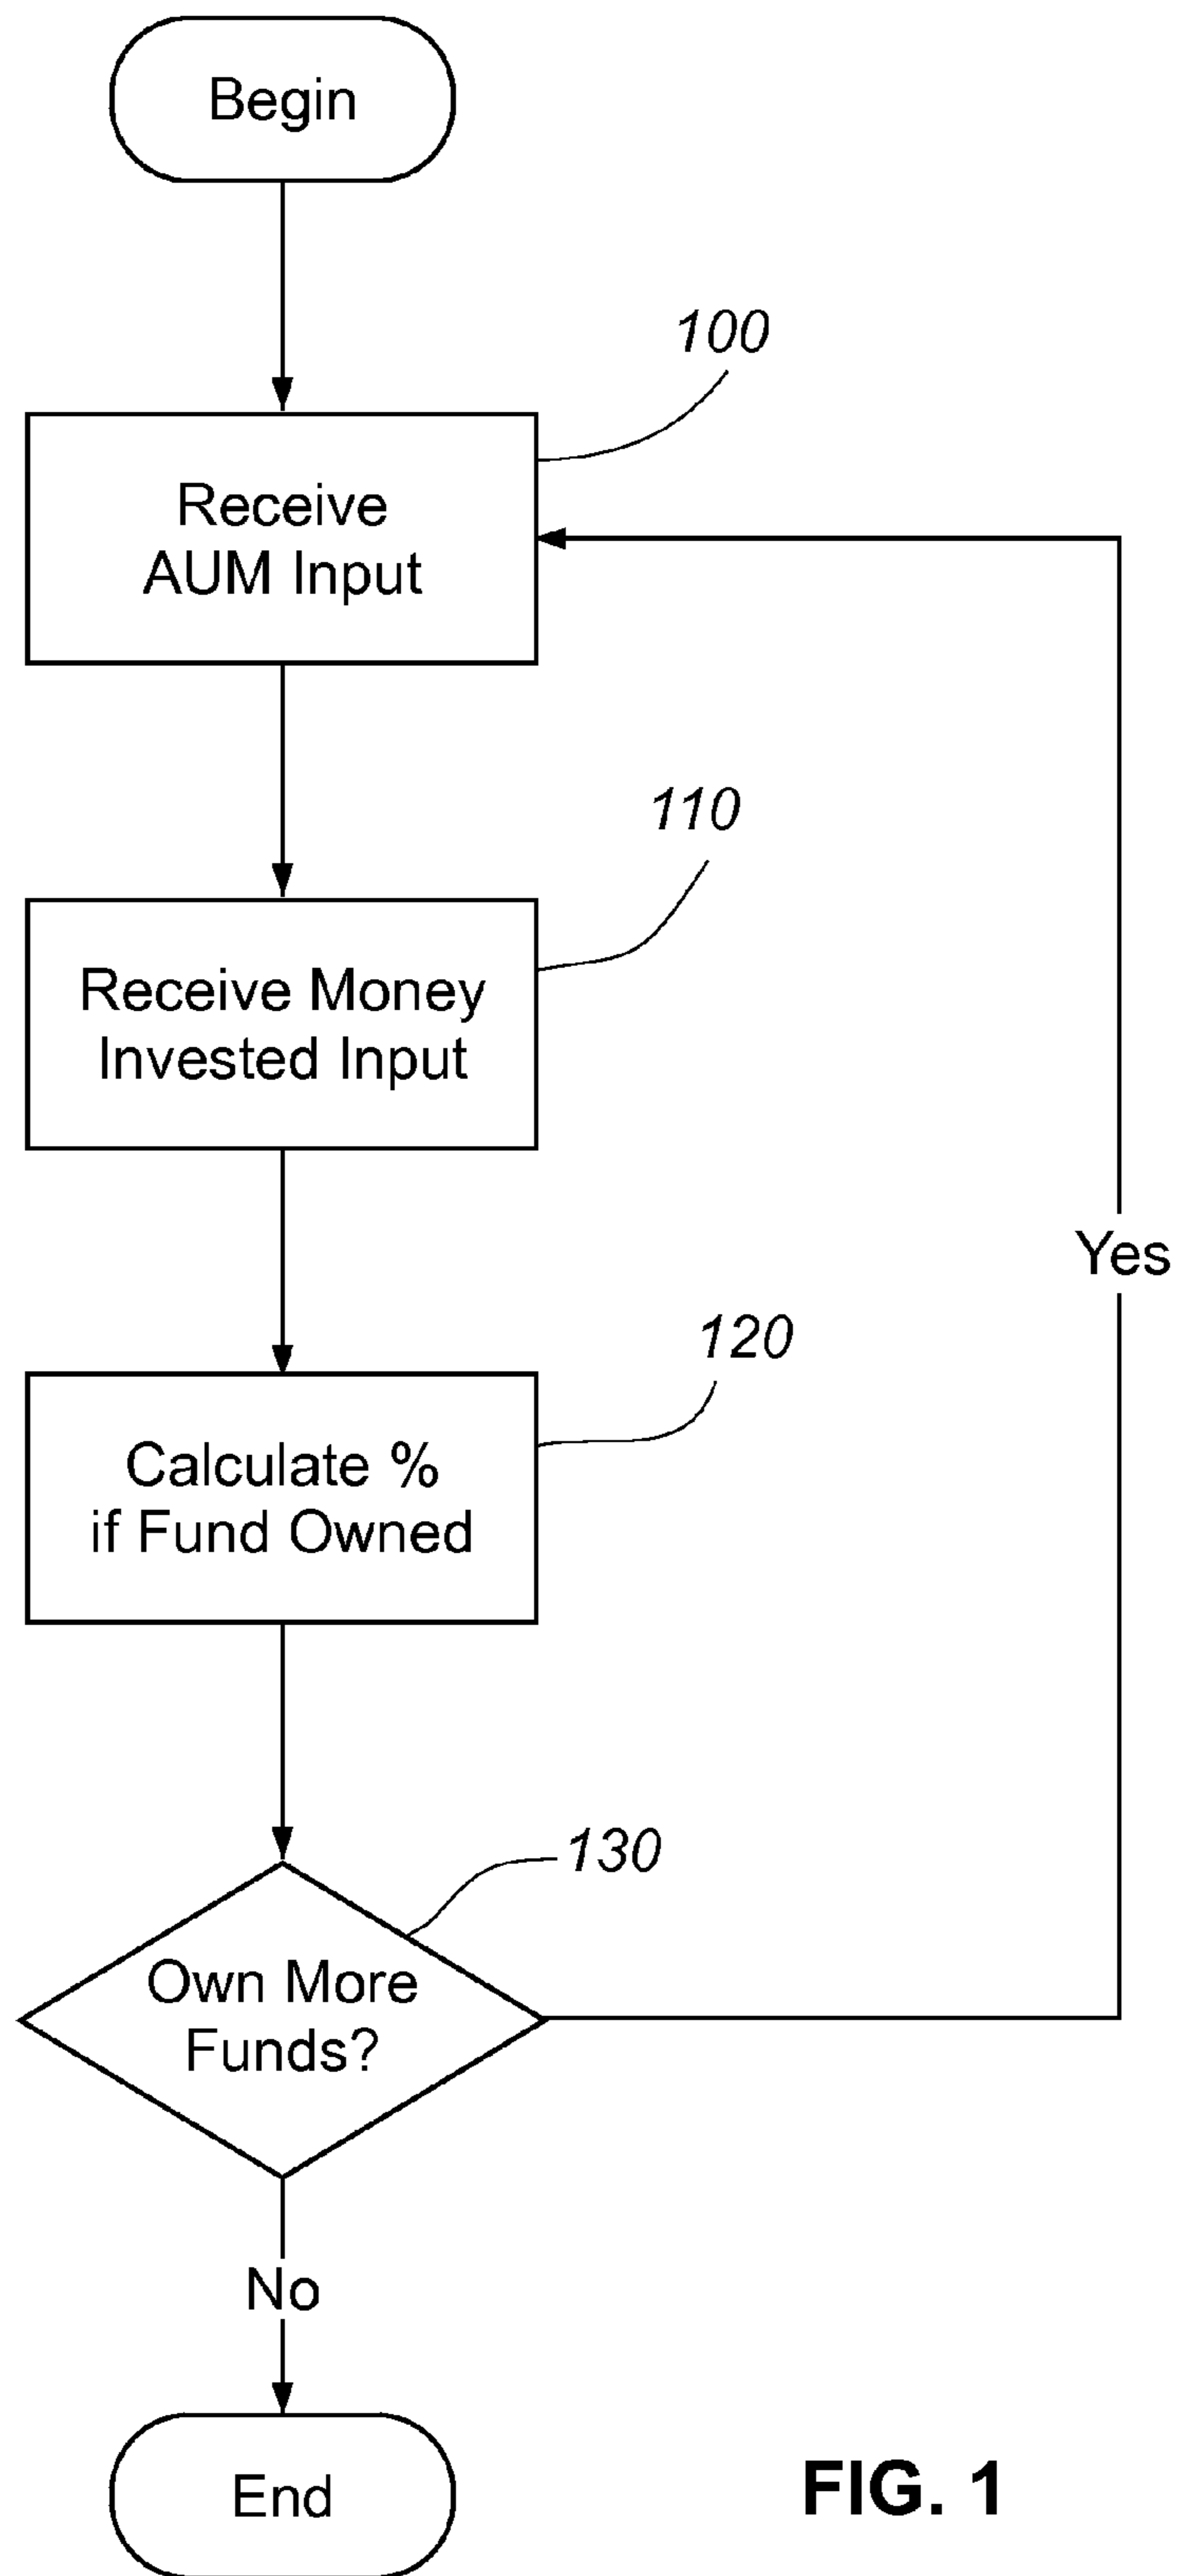 Begin
100
Receive
AUM Input
110
Receive Money
Invested Input
Yes
120
Calculate %
if Fund Owned
130
Own More
Funds?
No
End
FIG. 1